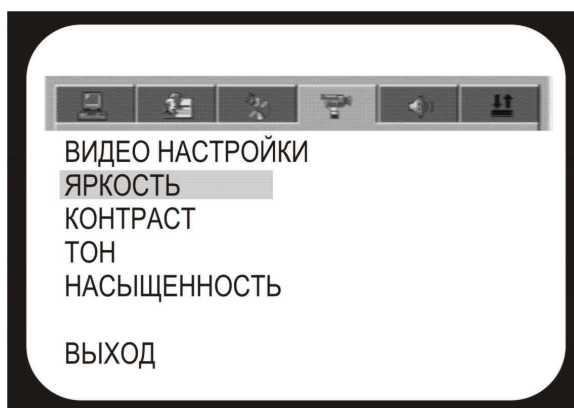 ВИДЕО НАСТРОЙКИ
ЯРКОСТЬ
КОНТРАСТ
ТОН
НАСЫЩЕННОСТЬ
ВЫХОД